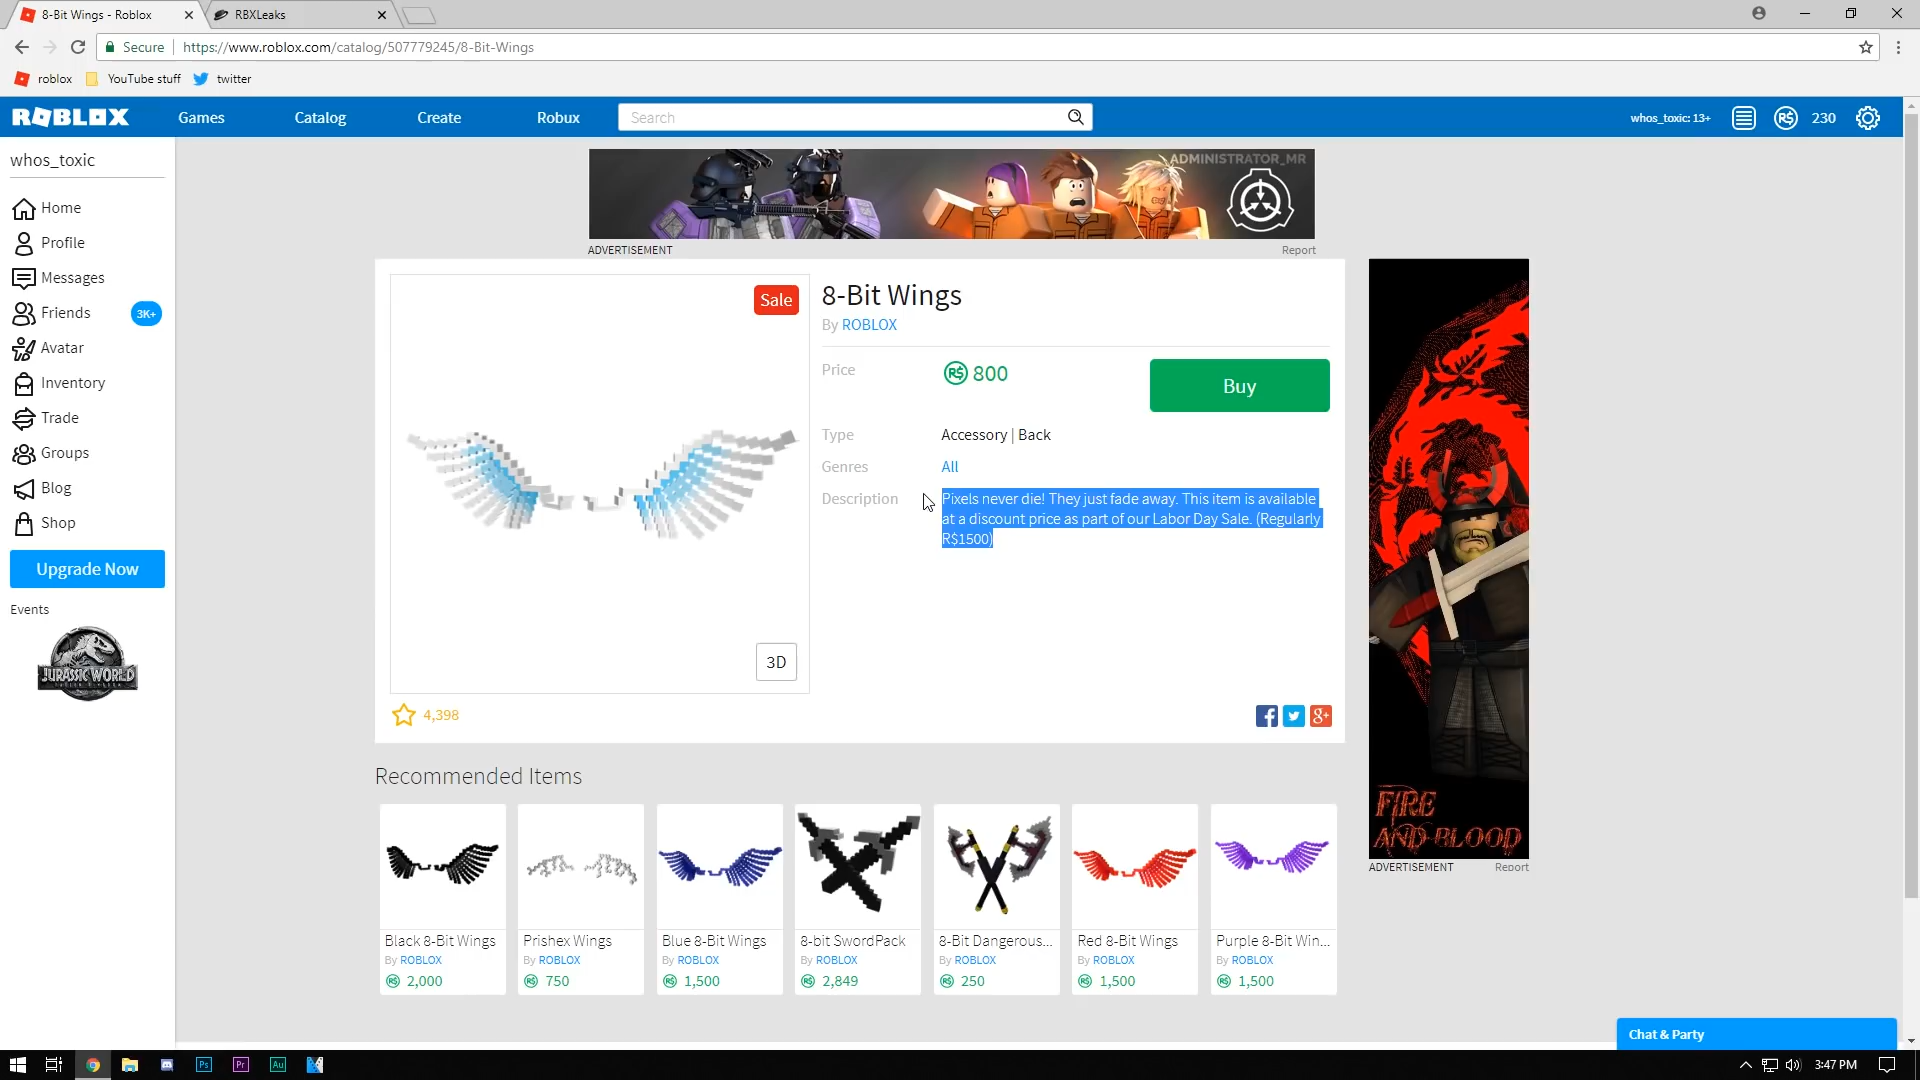 8-Bit Wings - Roblox
RBXLeaks
Secure
https://www.roblox.com/catalog/507779245/8-Bit-Wings
roblox
YouTube stuff
twitter
ROBLOX
Games
Catalog
Create
Robux
Search
whos_toxic: 13+
R$
230
whos_toxic
Home
Profile
Messages
Friends
3K+
Avatar
Inventory
Trade
Groups
Blog
Shop
Upgrade Now
Events
JURASSIC WORLD
ADMINISTRATOR_MR
ADVERTISEMENT
Report
Sale
3D
4,398
8-Bit Wings
By ROBLOX
Price
R$ 800
Buy
Type
Accessory | Back
Genres
All
Description
Pixels never die! They just fade away. This item is available
at a discount price as part of our Labor Day Sale. (Regularly
R$1500)
g+
FIRE
AND BLOOD
ADVERTISEMENT
Report
Recommended Items
Black 8-Bit Wings
By ROBLOX
R$ 2,000
Prishex Wings
By ROBLOX
R$ 750
Blue 8-Bit Wings
By ROBLOX
R$ 1,500
8-bit SwordPack
By ROBLOX
R$ 2,849
8-Bit Dangerous...
By ROBLOX
R$ 250
Red 8-Bit Wings
By ROBLOX
R$ 1,500
Purple 8-Bit Win...
By ROBLOX
R$ 1,500
Chat & Party
Ps
Pr
Au
3:47 PM